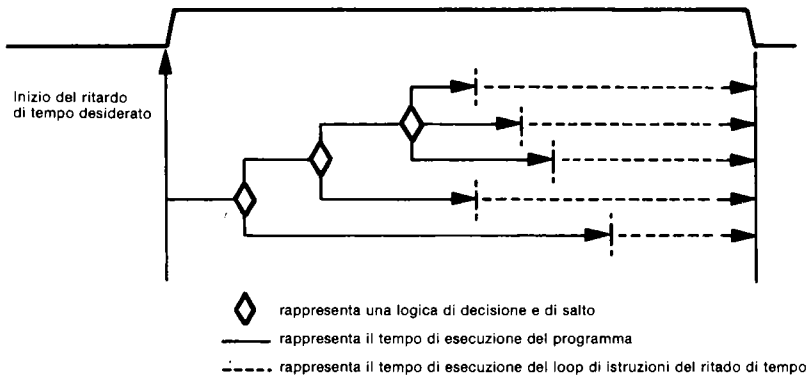 Inizio del ritardo
di tempo desiderato
rappresenta una logica di decisione e di salto
rappresenta il tempo di esecuzione del programma
rappresenta il tempo di esecuzione del loop di istruzioni del ritado di tempo